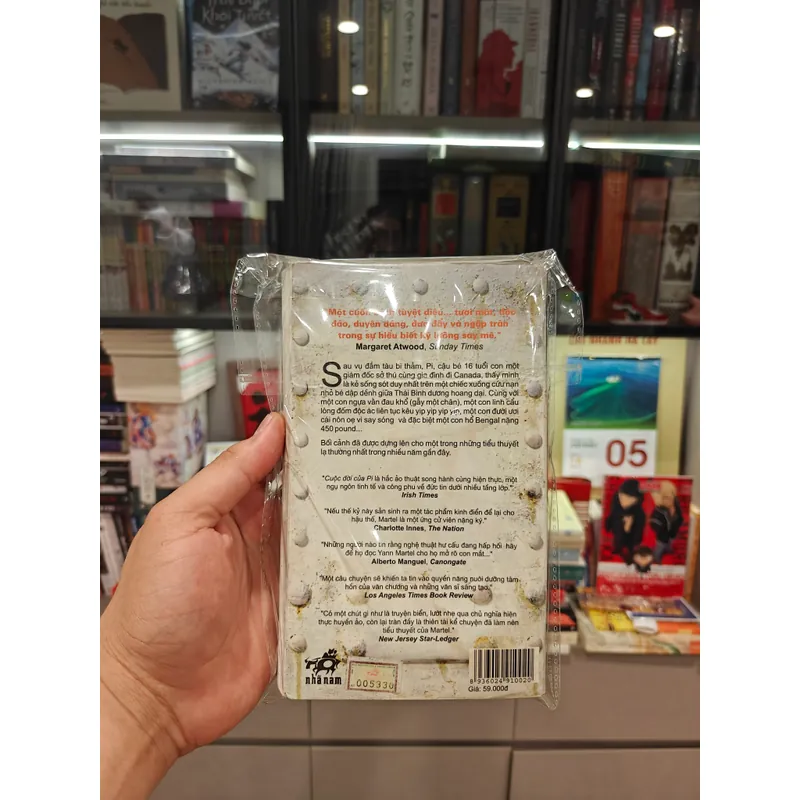 Khói Tuyết
"Một cuốn sách tuyệt diệu... tươi mát, độc
đáo, duyên dáng, đưa đẩy và ngập tràn
trong sự hiểu biết kỳ lạ
Margaret Atwood, Sunday Times
Sau vụ đắm tàu bi thảm, Pi, cậu bé 16 tuổi con một
giám đốc sở thú cùng gia đình đi Canada, thấy mình
là kẻ sống sót duy nhất trên một chiếc xuồng cứu nạn
nhỏ bé dập dềnh giữa Thái Bình dương hoang dại. Cùng với
một con ngựa vằn đau khổ (gẫy một chân), một con linh cẩu
lông đốm độc ác liên tục kêu yip yip yip yip, một con đười ươi
cái nôn oẹ vì say sóng và đặc biệt một con hổ Bengal nặng
450 pound...
Bối cảnh đã được dựng lên cho một trong những tiểu thuyết
lạ thường nhất trong nhiều năm gần đây.
"Cuộc đời của Pi là hắc ảo thuật song hành cùng hiện thực, một
ngụ ngôn tinh tế và công phu về đức tin dưới nhiều tầng lớp."
Irish Times
"Nếu thế kỷ này sản sinh ra một tác phẩm kinh điển để lại cho
hậu thế, Martel là một ứng cử viên nặng ký."
Charlotte Innes, The Nation
"Những người nào tin rằng nghệ thuật hư cấu đang hấp hối hãy
để họ đọc Yann Martel cho họ mở rõ con mắt..."
Alberto Manguel, Canongate
"Một câu chuyện sẽ khiến ta tin vào quyền năng nuôi dưỡng tâm
hồn của văn chương và những văn sĩ sáng tạo."
Los Angeles Times Book Review
"Có một chút gì như là truyện biển, lướt nhẹ qua chủ nghĩa hiện
thực huyền ảo, còn lại tràn đầy là thiên tài kể chuyện đã làm nên
tiểu thuyết của Martel."
New Jersey Star-Ledger
nhã nam
005330
8 936024 910020
Giá: 59.000đ
05